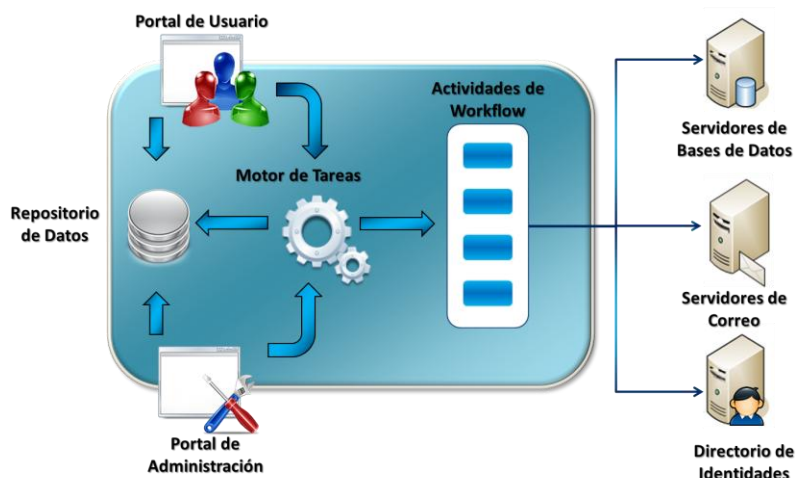 Portal de Usuario
Actividades de
Workflow
Servidores de
Bases de Datos
Motor de Tareas
Repositorio
de Datos
Servidores de
Correo
Portal de
Administración
Directorio de
Identidades